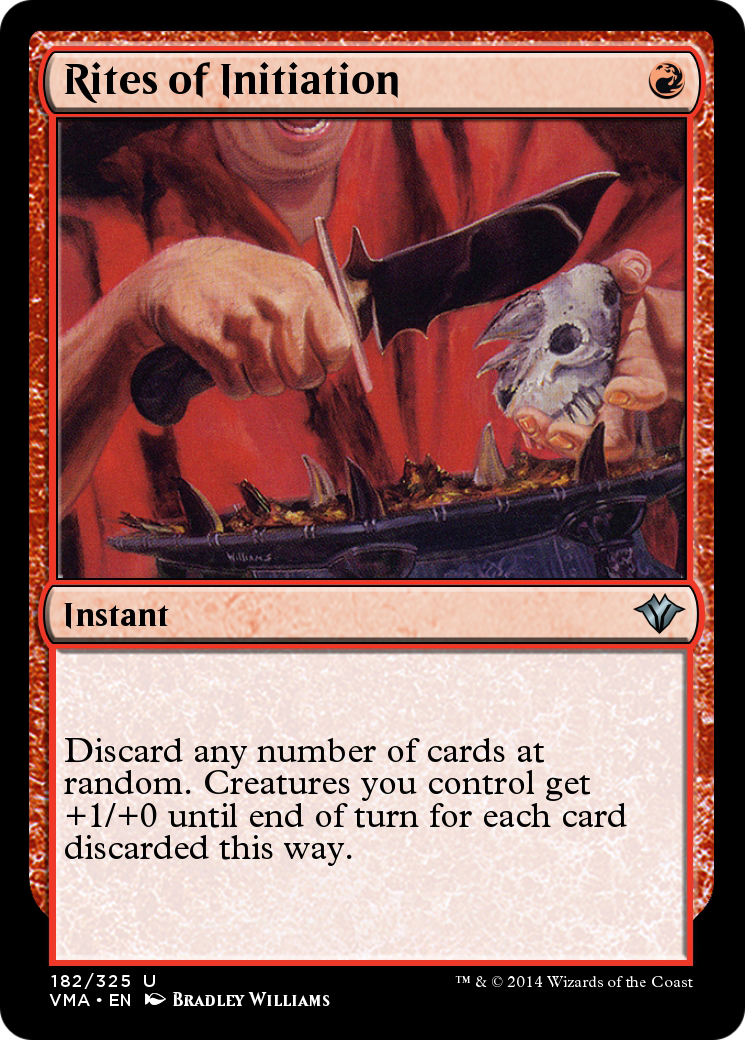 Rites of Initiation
WILLIAMS
Instant
Discard any number of cards at
random. Creatures you control get
+1/+0 until end of turn for each card
discarded this way.
182/325 U
VMA • EN BRADLEY WILLIAMS
™ & © 2014 Wizards of the Coast